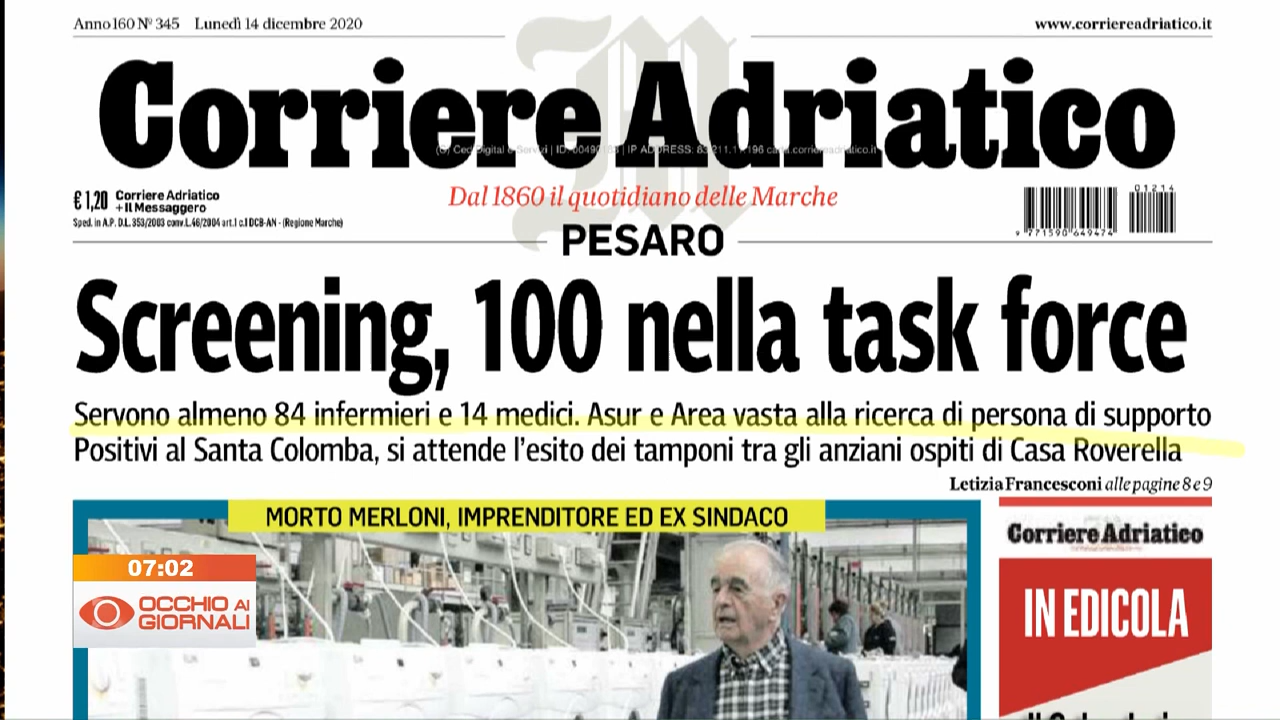 Anno 160 N° 345 Lunedì 14 dicembre 2020
www.corriereadriatico.it
Corriere Adriatico
€ 1,20 Corriere Adriatico
+ Il Messaggero
Dal 1860 il quotidiano delle Marche
01214
Sped. in A.P. D.L. 353/2003 conv. L.46/2004 art.1 c.1 DCB-AN - (Regione Marche)
9 771590 649474
PESARO
Screening, 100 nella task force
Servono almeno 84 infermieri e 14 medici. Asur e Area vasta alla ricerca di persona di supporto
Positivi al Santa Colomba, si attende l'esito dei tamponi tra gli anziani ospiti di Casa Roverella
Letizia Francesconi alle pagine 8 e 9
MORTO MERLONI, IMPRENDITORE ED EX SINDACO
Corriere Adriatico
IN EDICOLA
07:02
OCCHIO AI
GIORNALI